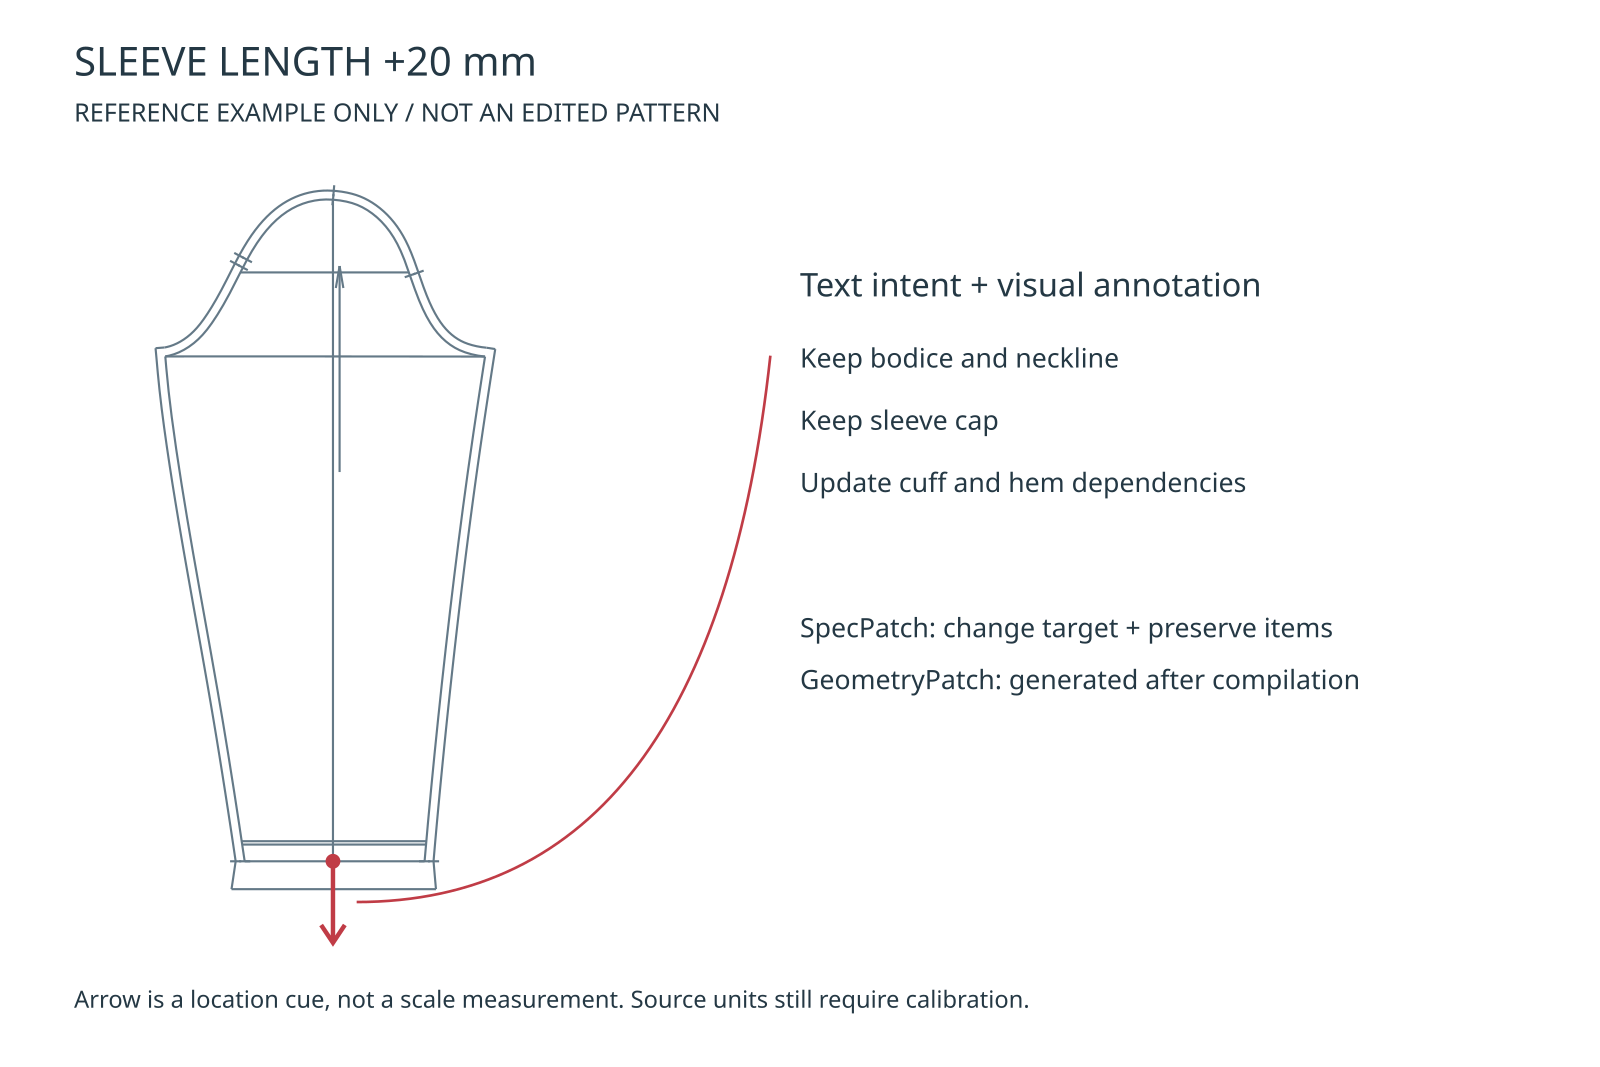 SLEEVE LENGTH +20 mm
REFERENCE EXAMPLE ONLY / NOT AN EDITED PATTERN
Text intent + visual annotation
Keep bodice and neckline
Keep sleeve cap
Update cuff and hem dependencies
SpecPatch: change target + preserve items
GeometryPatch: generated after compilation
Arrow is a location cue, not a scale measurement. Source units still require calibration.